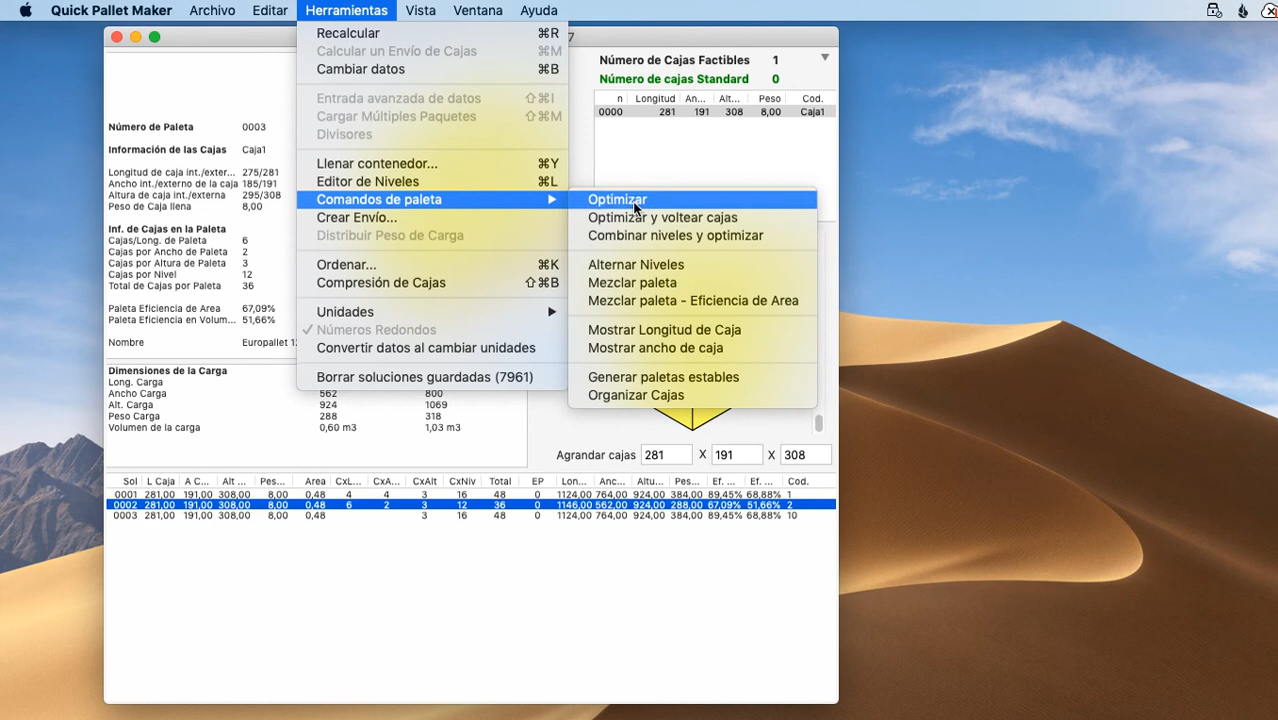 Quick Pallet Maker Archivo Editar Herramientas Vista Ventana Ayuda
7
Recalcular ⌘R
Calcular un Envío de Cajas ⌘M
Cambiar datos ⌘B
Entrada avanzada de datos ⇧⌘I
Cargar Múltiples Paquetes ⇧⌘M
Divisores
Llenar contenedor... ⌘Y
Editor de Niveles ⌘L
Comandos de paleta
Crear Envío...
Distribuir Peso de Carga
Ordenar... ⌘K
Compresión de Cajas ⇧⌘B
Unidades
✓ Números Redondos
Convertir datos al cambiar unidades
Borrar soluciones guardadas (7961)
Optimizar
Optimizar y voltear cajas
Combinar niveles y optimizar
Alternar Niveles
Mezclar paleta
Mezclar paleta - Eficiencia de Area
Mostrar Longitud de Caja
Mostrar ancho de caja
Generar paletas estables
Organizar Cajas
Número de Cajas Factibles 1
Número de cajas Standard 0
n Longitud An... Alt... Peso Cod.
0000 281 191 308 8,00 Caja1
Número de Paleta 0003
Información de las Cajas Caja1
Longitud de caja int./exter... 275/281
Ancho int./externo de la caja 185/191
Altura de caja int./externa 295/308
Peso de Caja llena 8,00
Inf. de Cajas en la Paleta
Cajas/Long. de Paleta 6
Cajas por Ancho de Paleta 2
Cajas por Altura de Paleta 3
Cajas por Nivel 12
Total de Cajas por Paleta 36
Paleta Eficiencia de Area 67,09%
Paleta Eficiencia en Volum... 51,66%
Nombre Europallet 12
Dimensiones de la Carga
Long. Carga
Ancho Carga 562 800
Alt. Carga 924 1069
Peso Carga 288 318
Volumen de la carga 0,60 m3 1,03 m3
Agrandar cajas 281 X 191 X 308
Sol L Caja A C... Alt ... Pes... Area CxL... CxA... CxAlt CxNiv Total EP Lon... Anc... Altu... Pes... Ef. ... Ef. ... Cod.
0001 281,00 191,00 308,00 8,00 0,48 4 4 3 16 48 0 1124,00 764,00 924,00 384,00 89,45% 68,88% 1
0002 281,00 191,00 308,00 8,00 0,48 6 2 3 12 36 0 1146,00 562,00 924,00 288,00 67,09% 51,66% 2
0003 281,00 191,00 308,00 8,00 0,48 3 16 48 0 1124,00 764,00 924,00 384,00 89,45% 68,88% 10